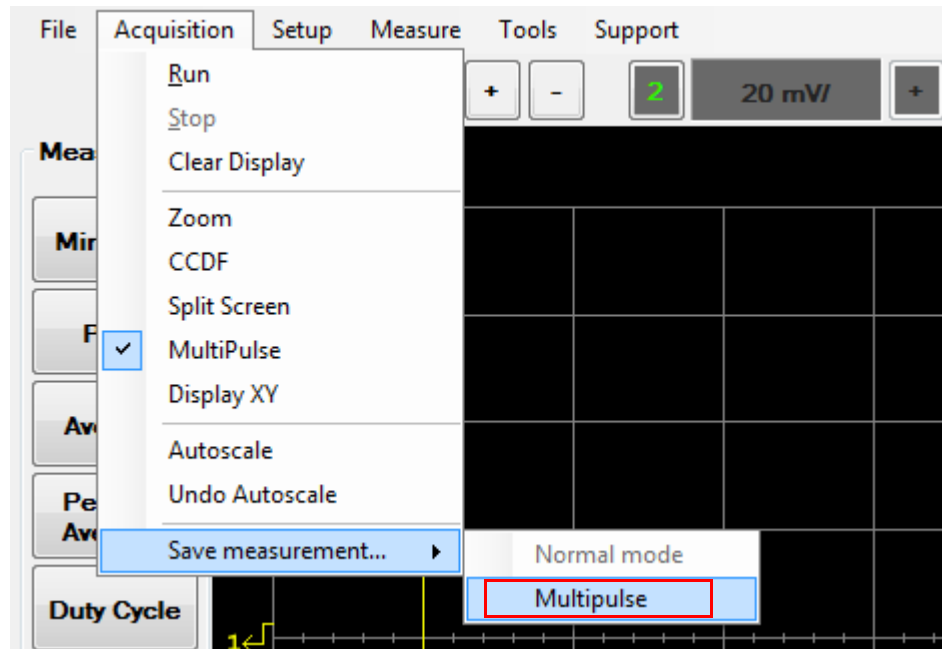 File Acquisition Setup Measure Tools Support
Run
+ - 2 20 mV/ +
Stop
Clear Display
Zoom
CCDF
Split Screen
MultiPulse
Display XY
Autoscale
Undo Autoscale
Save measurement...
Normal mode
Multipulse
Duty Cycle
1